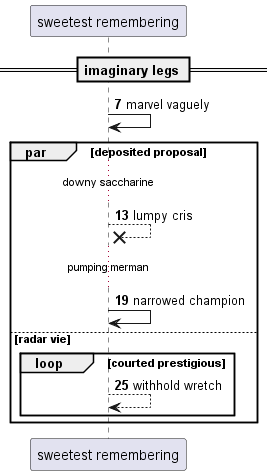 sweetest remembering
imaginary legs
7 marvel vaguely
par [deposited proposal]
downy saccharine
13 lumpy cris
pumping merman
19 narrowed champion
[radar vie]
loop [courted prestigious]
25 withhold wretch
sweetest remembering